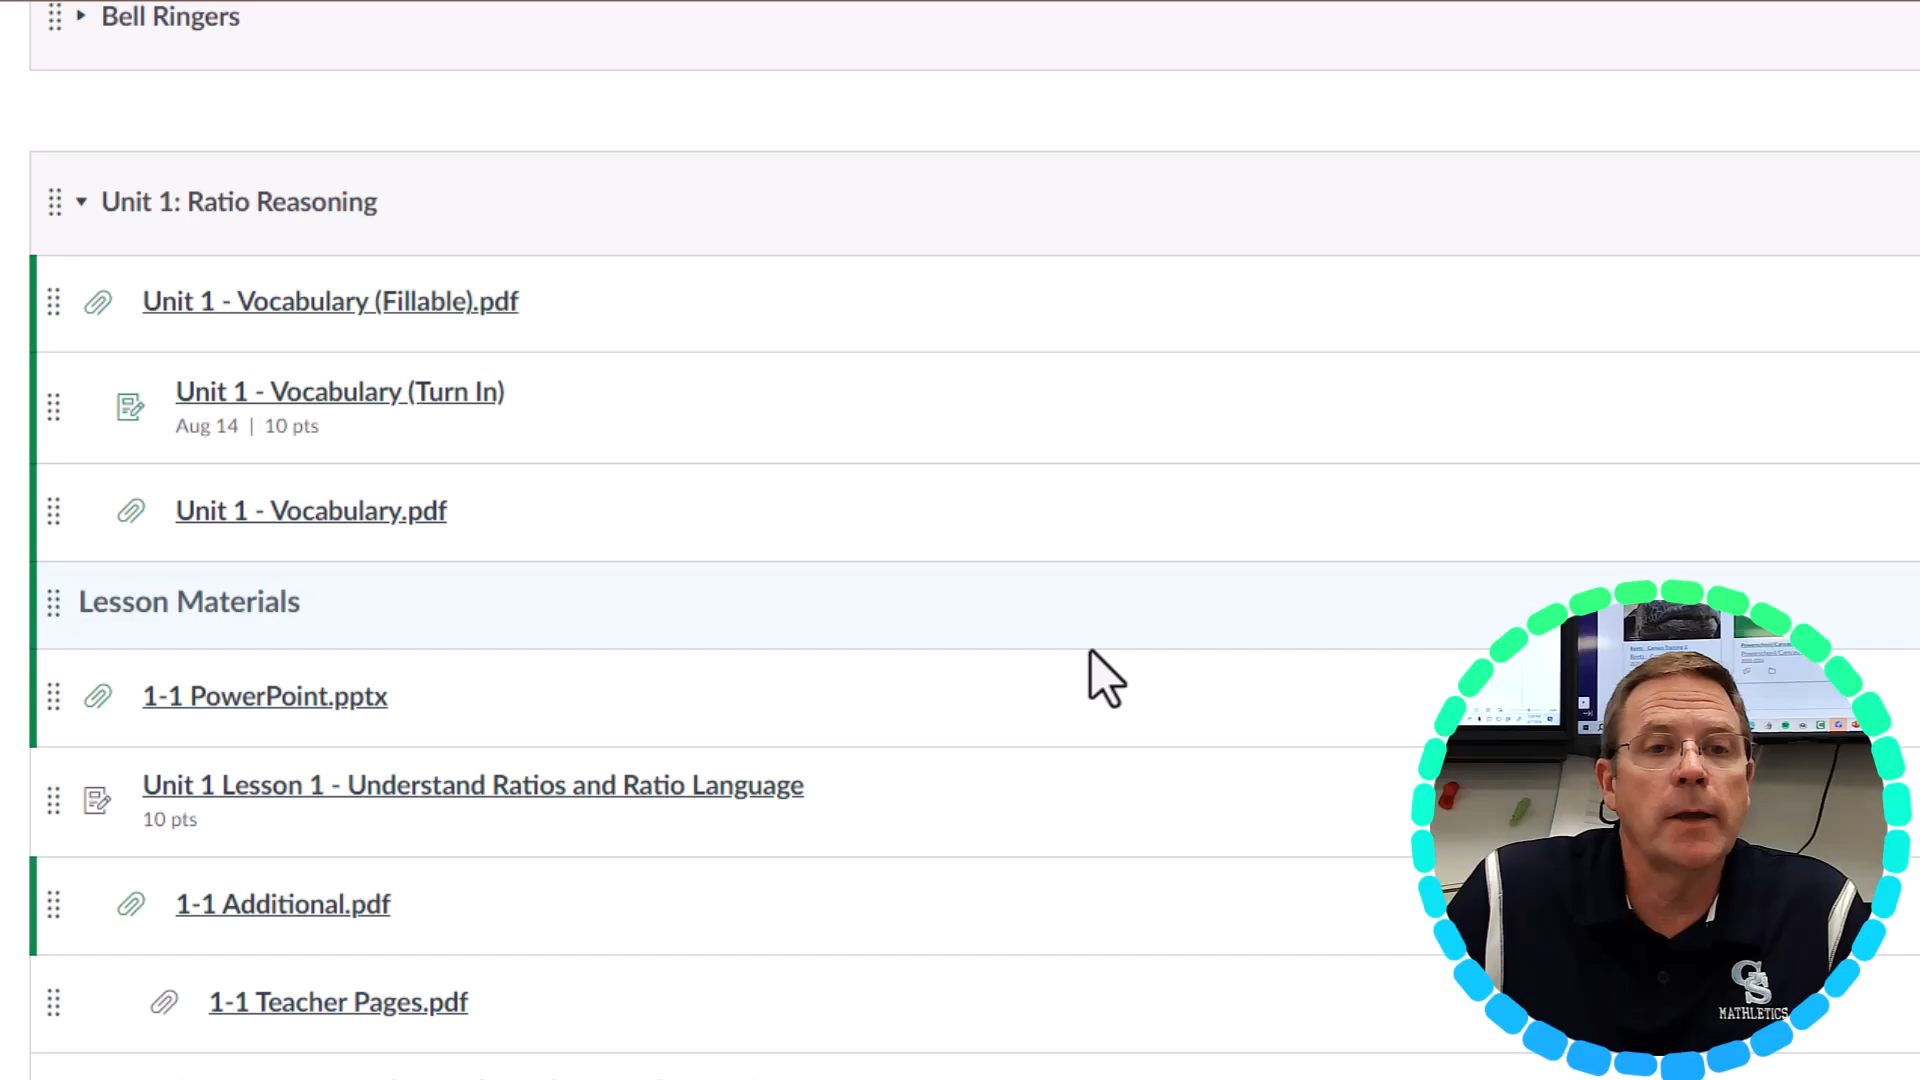 Bell Ringers
Unit 1: Ratio Reasoning
Unit 1 - Vocabulary (Fillable).pdf
Unit 1 - Vocabulary (Turn In)
Aug 14 | 10 pts
Unit 1 - Vocabulary.pdf
Lesson Materials
1-1 PowerPoint.pptx
Unit 1 Lesson 1 - Understand Ratios and Ratio Language
10 pts
1-1 Additional.pdf
1-1 Teacher Pages.pdf
GS
MATHLETICS